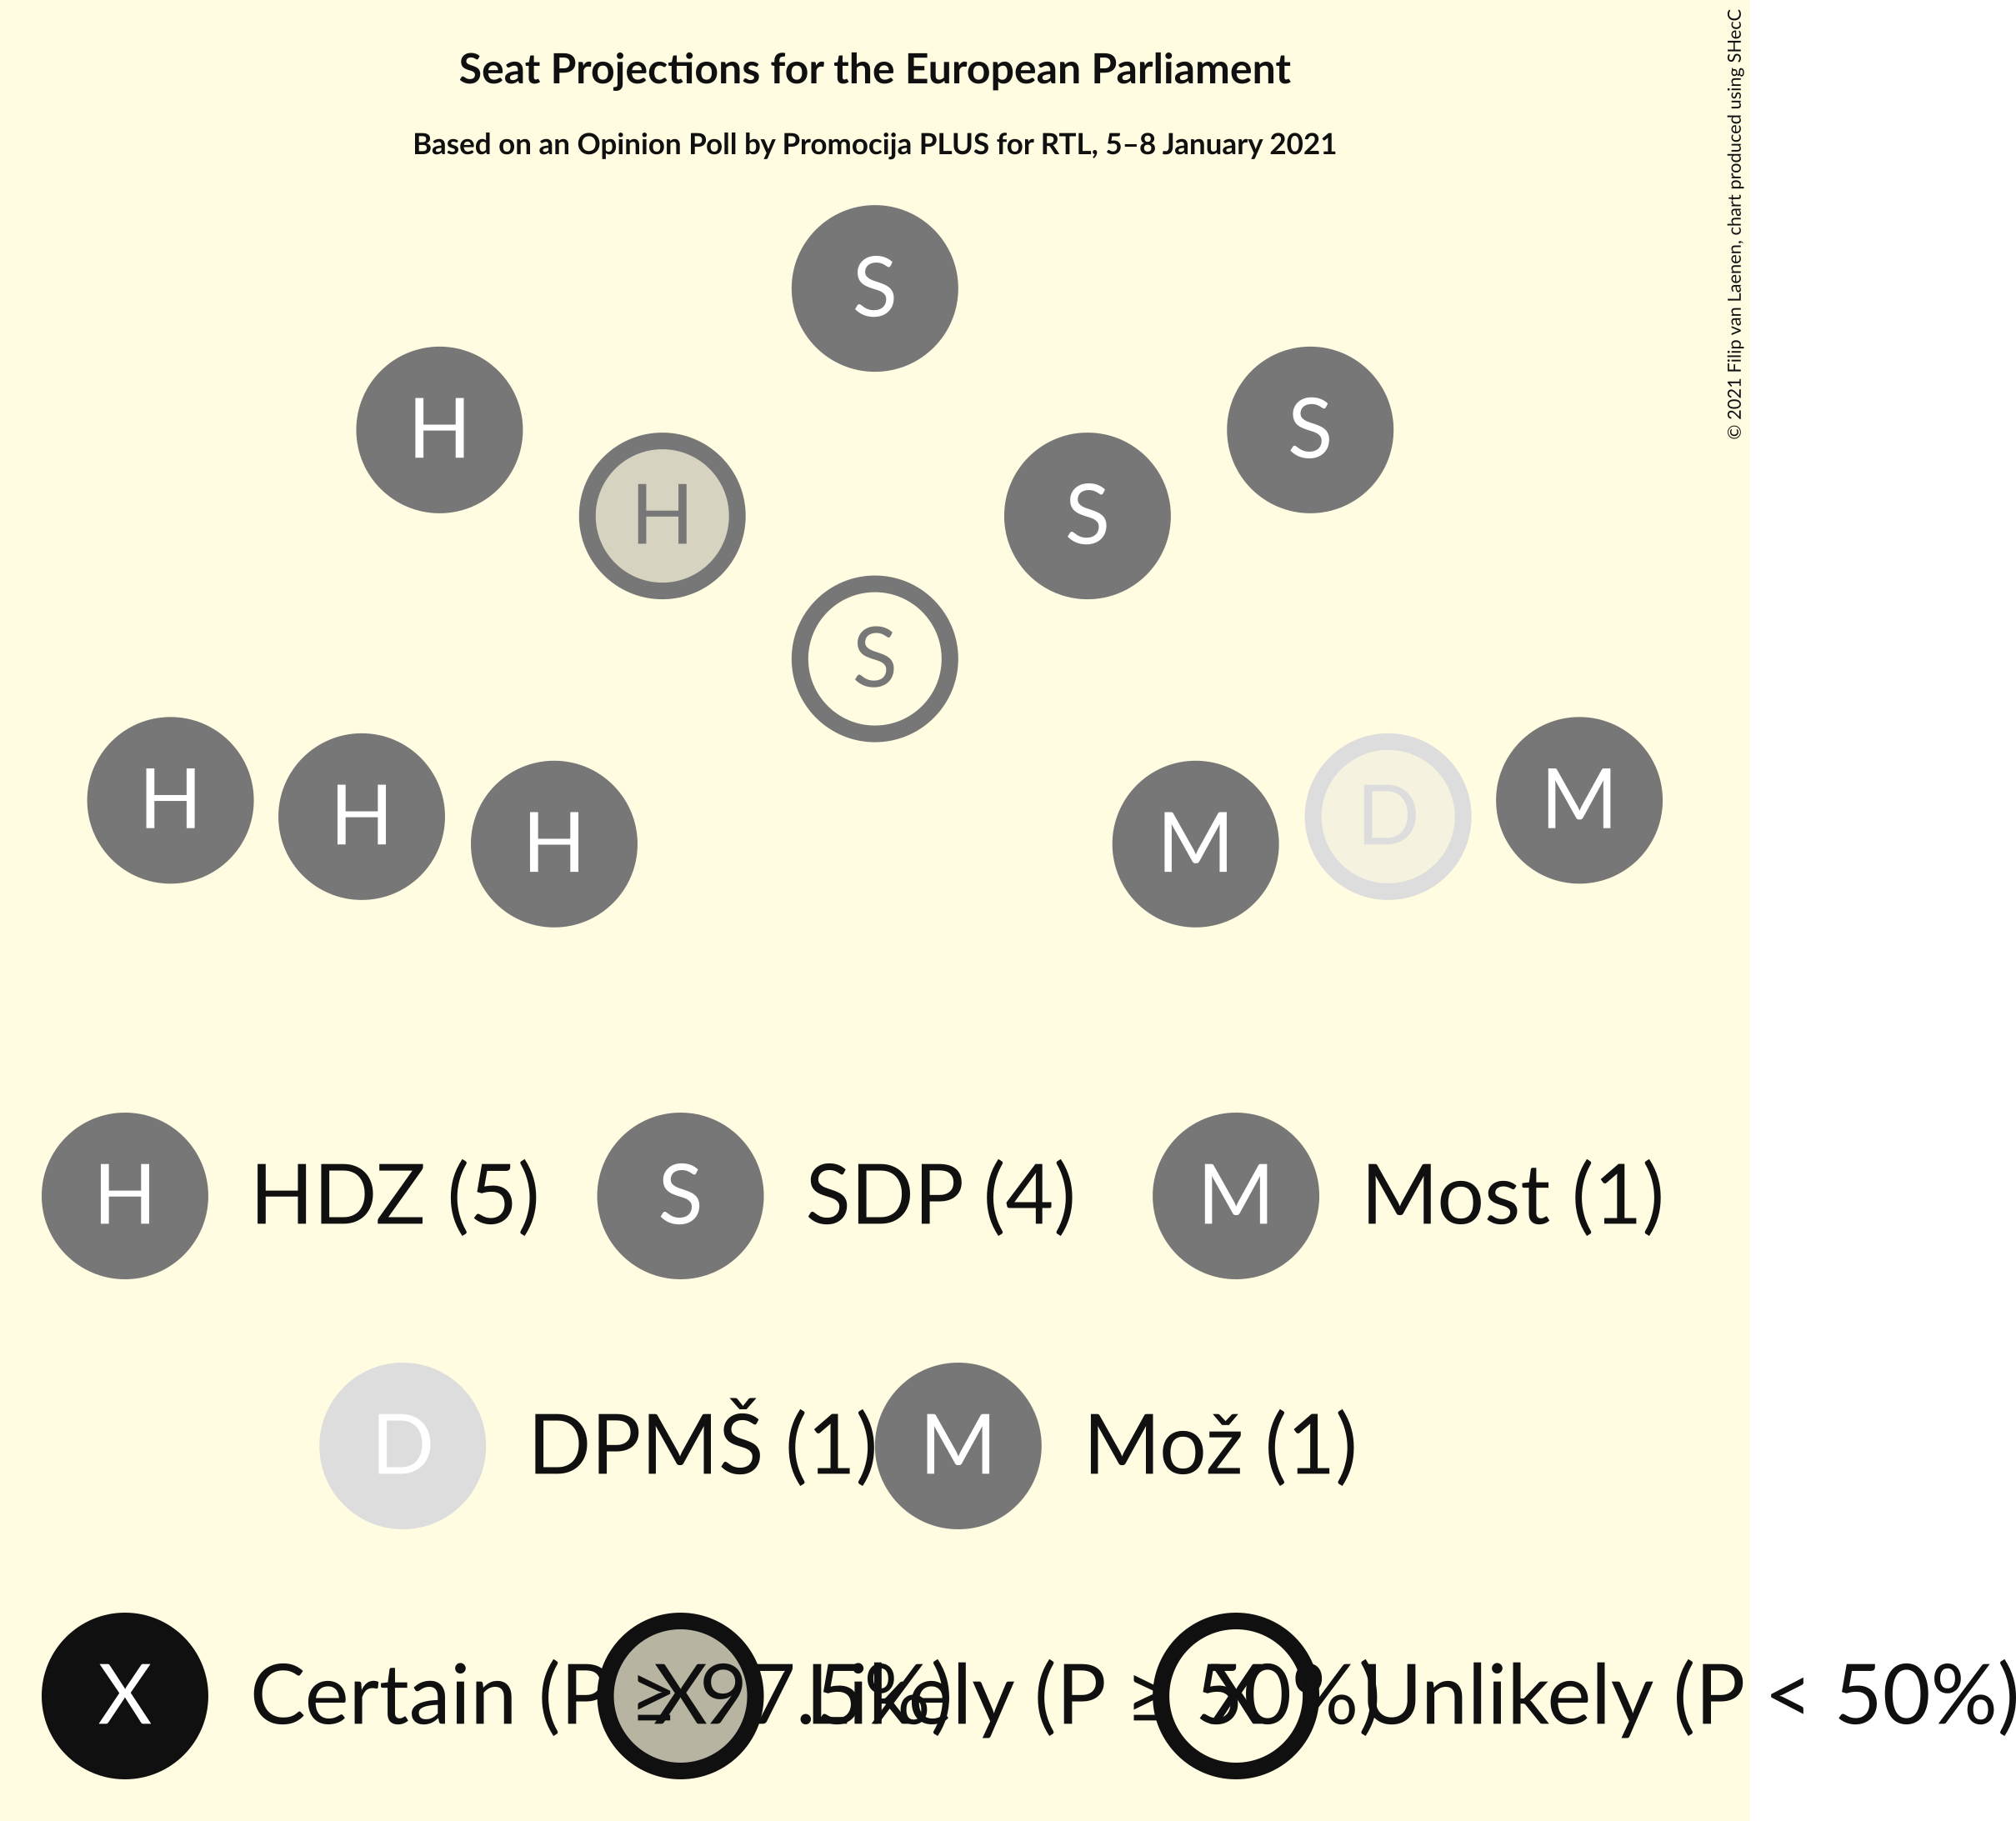 Seat Projections for the European Parliament
Based on an Opinion Poll by Promocija PLUS for RTL, 5–8 January 2021
© 2021 Filip van Laenen, chart produced using SHecC
S
H S
H S
S
H H H M D M
H HDZ (5) S SDP (4) M Most (1)
D DPMŠ (1) M Mož (1)
X Certain (P ≥ 97.5%) X Likely (P ≥ 50%) X Unlikely (P < 50%)